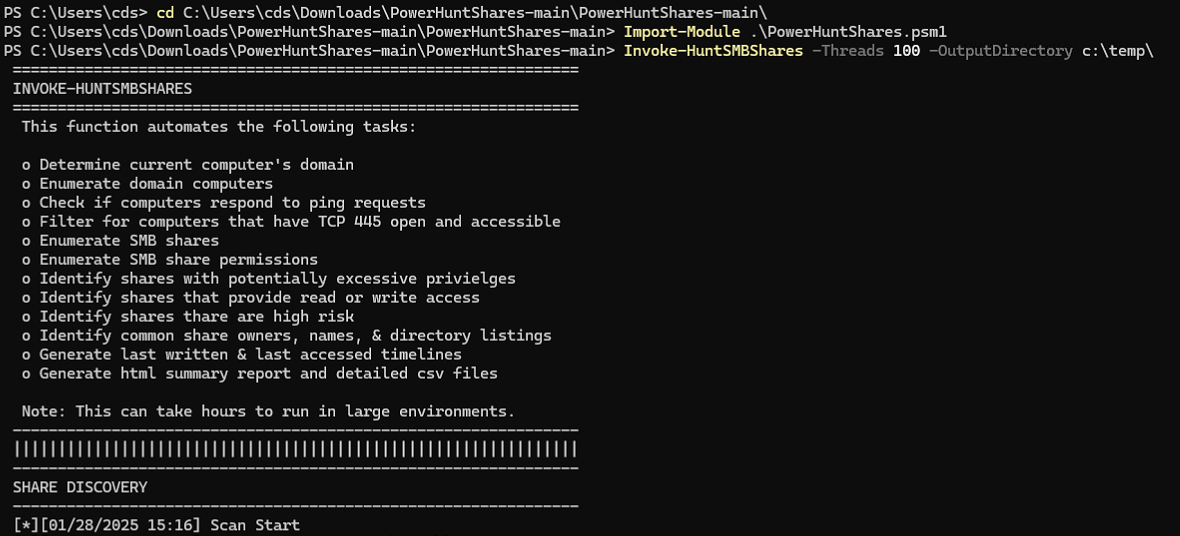 PS C:\Users\cds> cd C:\Users\cds\Downloads\PowerHuntShares-main\PowerHuntShares-main\
PS C:\Users\cds\Downloads\PowerHuntShares-main\PowerHuntShares-main> Import-Module .\PowerHuntShares.psm1
PS C:\Users\cds\Downloads\PowerHuntShares-main\PowerHuntShares-main> Invoke-HuntSMBShares -Threads 100 -OutputDirectory c:\temp\
===============================================================
INVOKE-HUNTSMBSHARES
===============================================================
This function automates the following tasks:
o Determine current computer's domain
o Enumerate domain computers
o Check if computers respond to ping requests
o Filter for computers that have TCP 445 open and accessible
o Enumerate SMB shares
o Enumerate SMB share permissions
o Identify shares with potentially excessive privielges
o Identify shares that provide read or write access
o Identify shares thare are high risk
o Identify common share owners, names, & directory listings
o Generate last written & last accessed timelines
o Generate html summary report and detailed csv files
Note: This can take hours to run in large environments.
---------------------------------------------------------------
|||||||||||||||||||||||||||||||||||||||||||||||||||||||||||||||
---------------------------------------------------------------
SHARE DISCOVERY
---------------------------------------------------------------
[*][01/28/2025 15:16] Scan Start